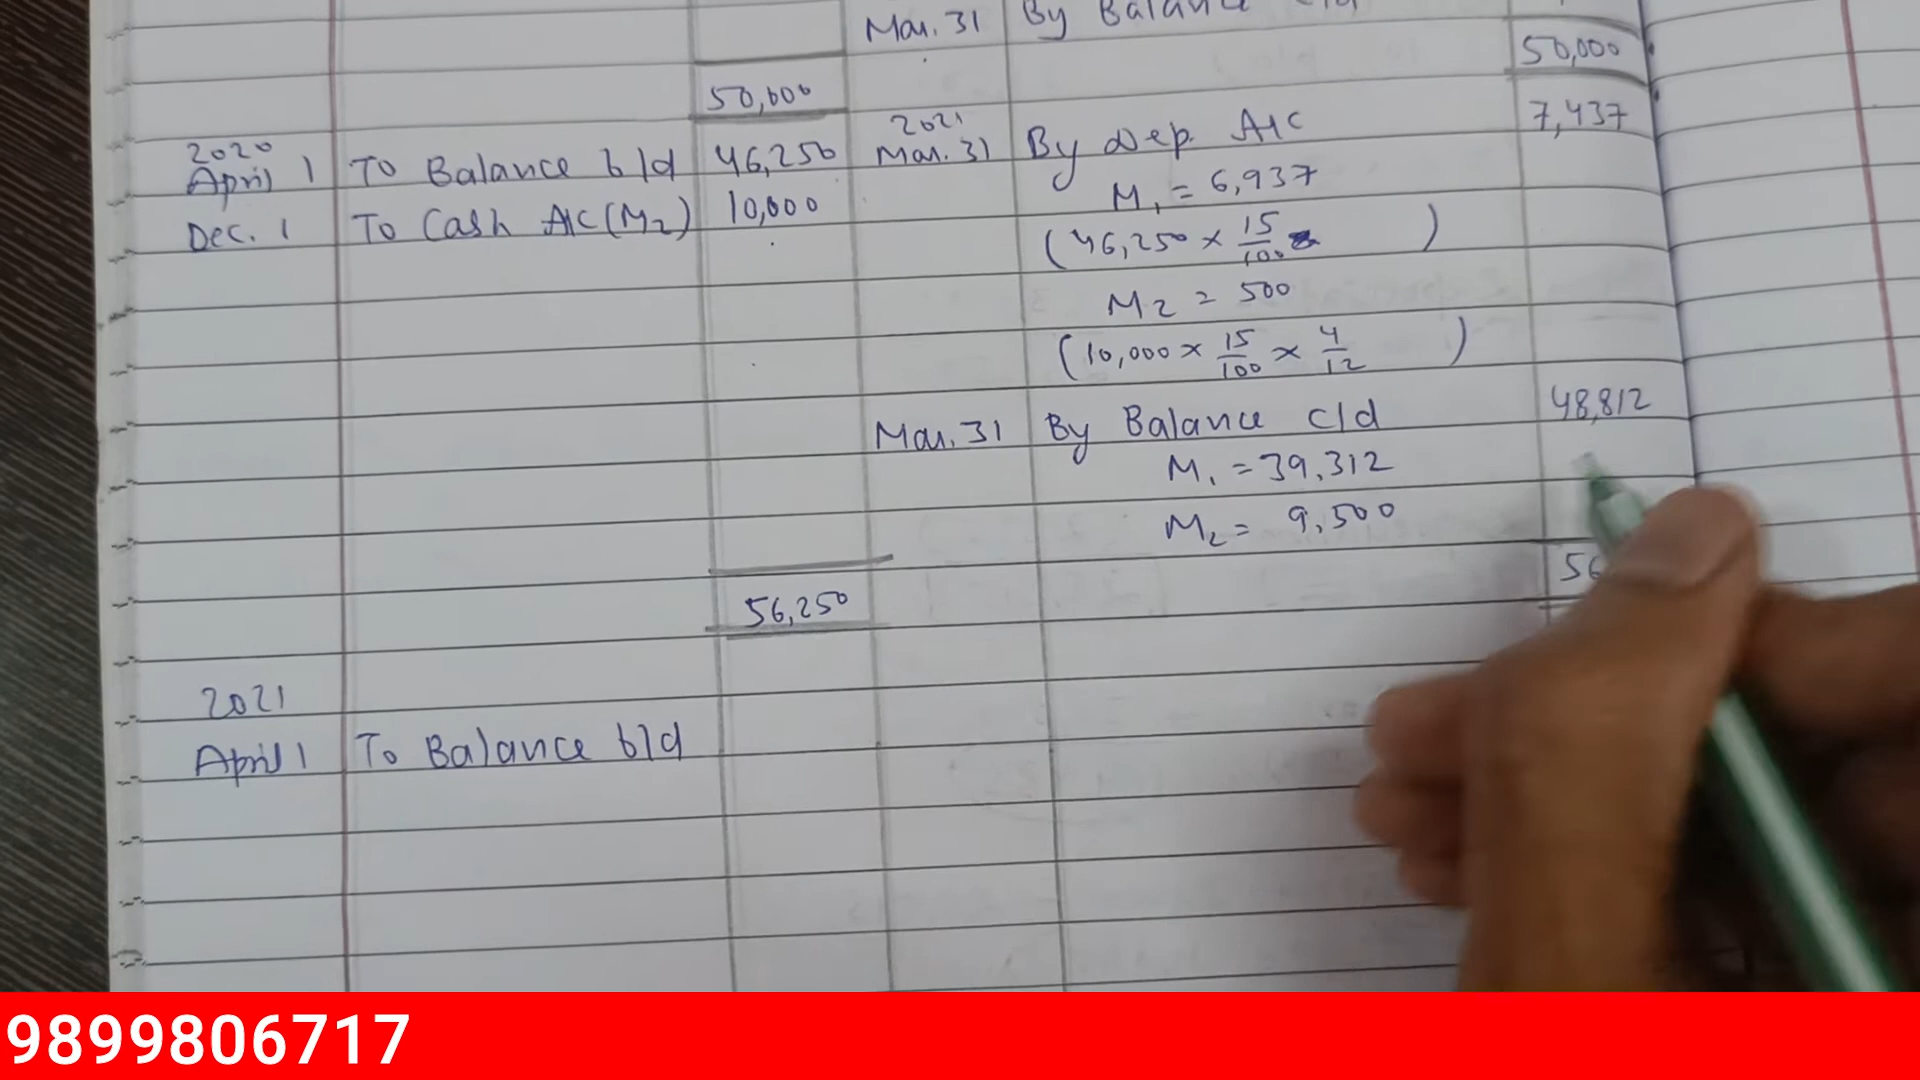 Mar. 31 By Balance c/d
50,000
50,000
2020
April 1 To Balance b/d 46,250
2021
Mar. 31 By Dep. A/c 7,437
Dec. 1 To Cash A/c (M2) 10,000
M1 = 6,937
(46,250 × 15/100)
M2 = 500
(10,000 × 15/100 × 4/12)
Mar. 31 By Balance c/d 48,812
M1 = 39,312
M2 = 9,500
56,250
56
2021
April 1 To Balance b/d
9899806717